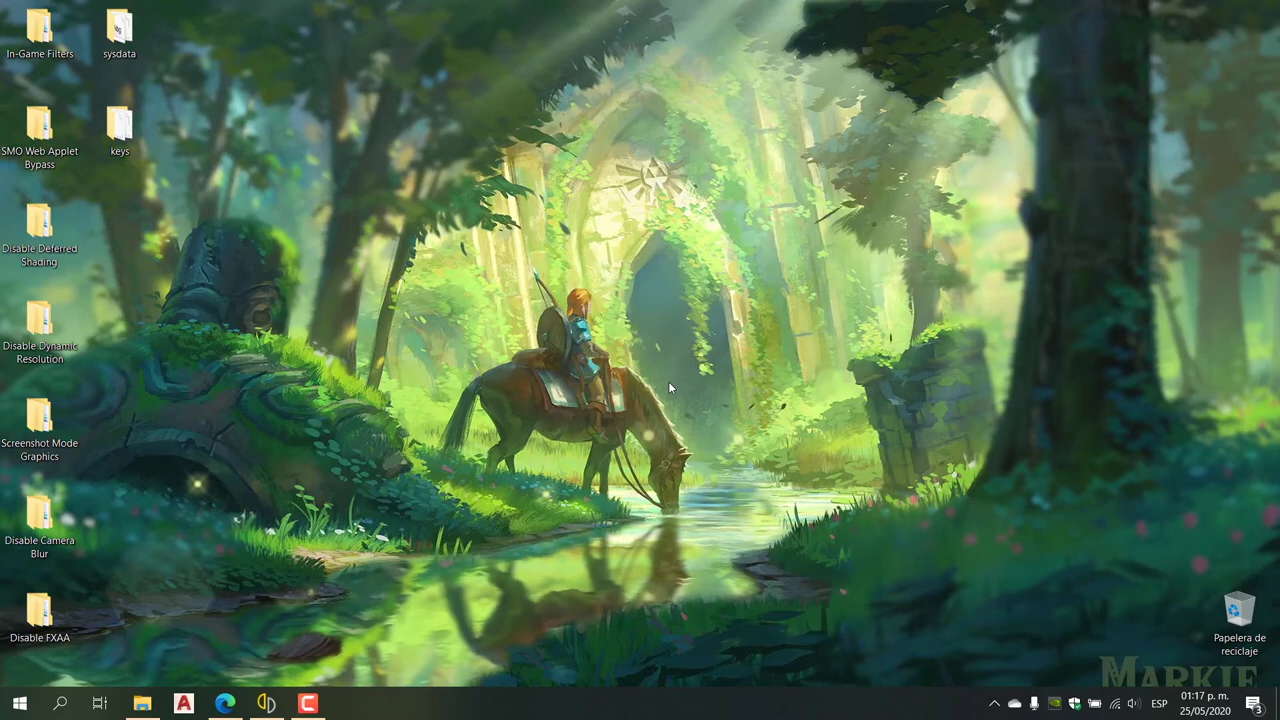 In-Game Filters
sysdata
SMO Web Applet
Bypass
keys
Disable Deferred
Shading
Disable Dynamic
Resolution
Screenshot Mode
Graphics
Disable Camera
Blur
Disable FXAA
Papelera de
reciclaje
MARKIE
ESP
01:17 p. m.
25/05/2020
3